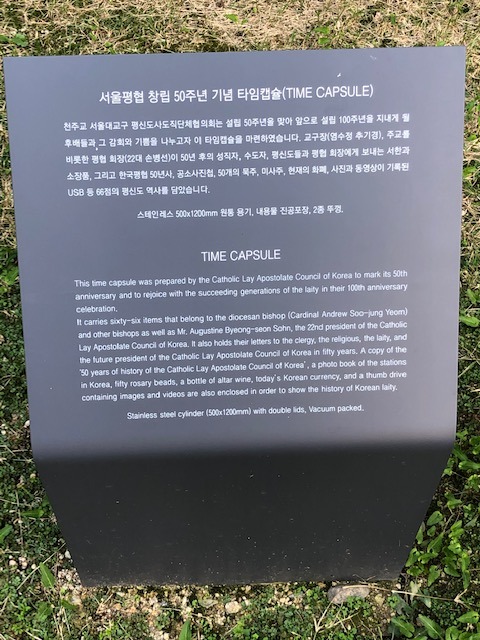 서울평협 창립 50주년 기념 타임캡슐(TIME CAPSULE)
천주교 서울대교구 평신도사도직단체협의회는 설립 50주년을 맞아 앞으로 설립 100주년을 지내게 될
후배들과 그 감회와 기쁨을 나누고자 이 타임캡슐을 마련하였습니다. 교구장(염수정 추기경), 주교를
비롯한 평협 회장(22대 손병선)이 50년 후의 성직자, 수도자, 평신도들과 평협 회장에게 보내는 서한과
소장품, 그리고 한국평협 50년사, 공소사진첩, 50개의 묵주, 미사주, 현재의 화폐, 사진과 동영상이 기록된
USB 등 66점의 평신도 역사를 담았습니다.
스테인레스 500x1200mm 원통 용기, 내용물 진공포장, 2중 뚜껑.
TIME CAPSULE
This time capsule was prepared by the Catholic Lay Apostolate Council of Korea to mark its 50th
anniversary and to rejoice with the succeeding generations of the laity in their 100th anniversary
celebration.
It carries sixty-six items that belong to the diocesan bishop (Cardinal Andrew Soo-jung Yeom)
and other bishops as well as Mr. Augustine Byeong-seon Sohn, the 22nd president of the Catholic
Lay Apostolate Council of Korea. It also holds their letters to the clergy, the religious, the laity, and
the future president of the Catholic Lay Apostolate Council of Korea in fifty years. A copy of the
'50 years of history of the Catholic Lay Apostolate Council of Korea', a photo book of the stations
in Korea, fifty rosary beads, a bottle of altar wine, today's Korean currency, and a thumb drive
containing images and videos are also enclosed in order to show the history of Korean laity.
Stainless steel cylinder (500x1200mm) with double lids, Vacuum packed.